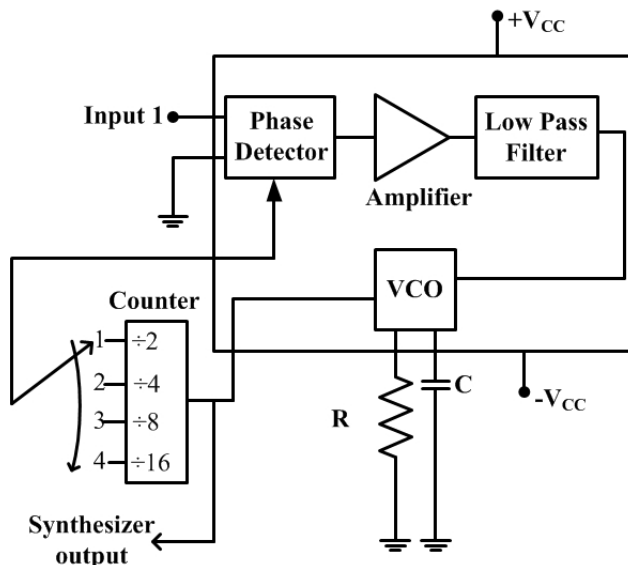 +VCC
Input 1
Phase
Detector
Amplifier
Low Pass
Filter
VCO
Counter
1 ÷2
2 ÷4
3 ÷8
4 ÷16
R
C
-VCC
Synthesizer
output